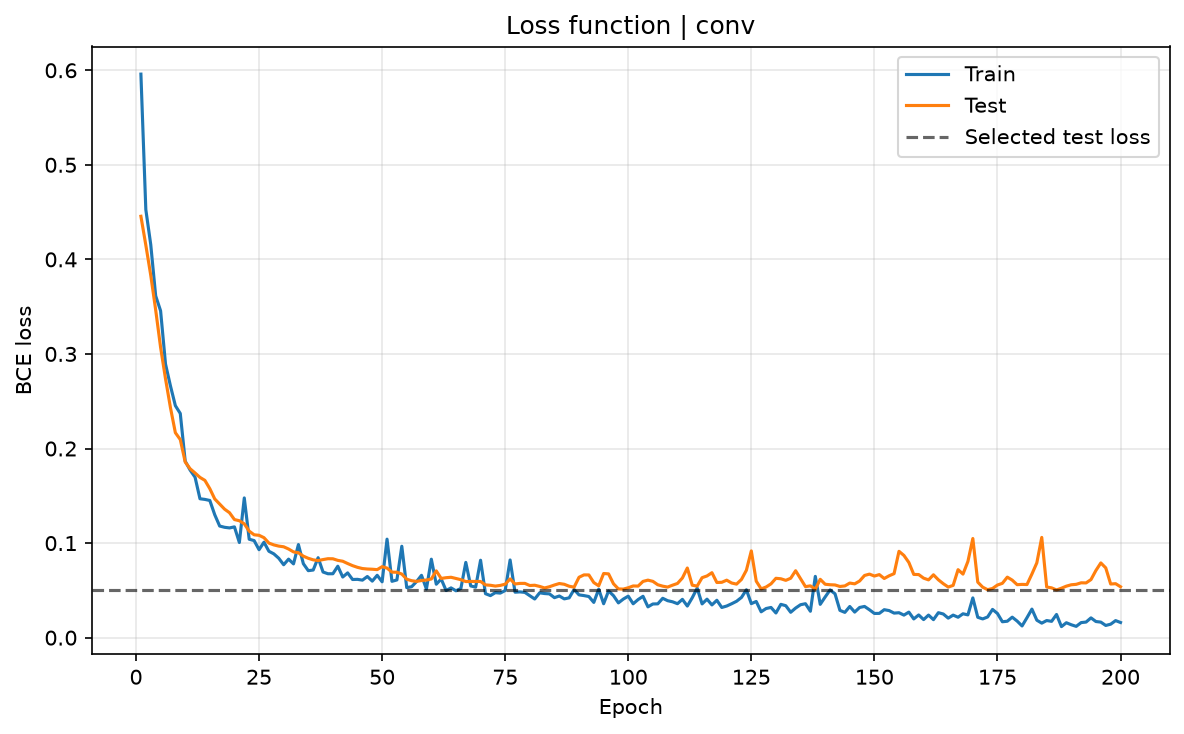 Loss function | conv
Train
Test
Selected test loss
BCE loss
0.6
0.5
0.4
0.3
0.2
0.1
0.0
0 25 50 75 100 125 150 175 200
Epoch